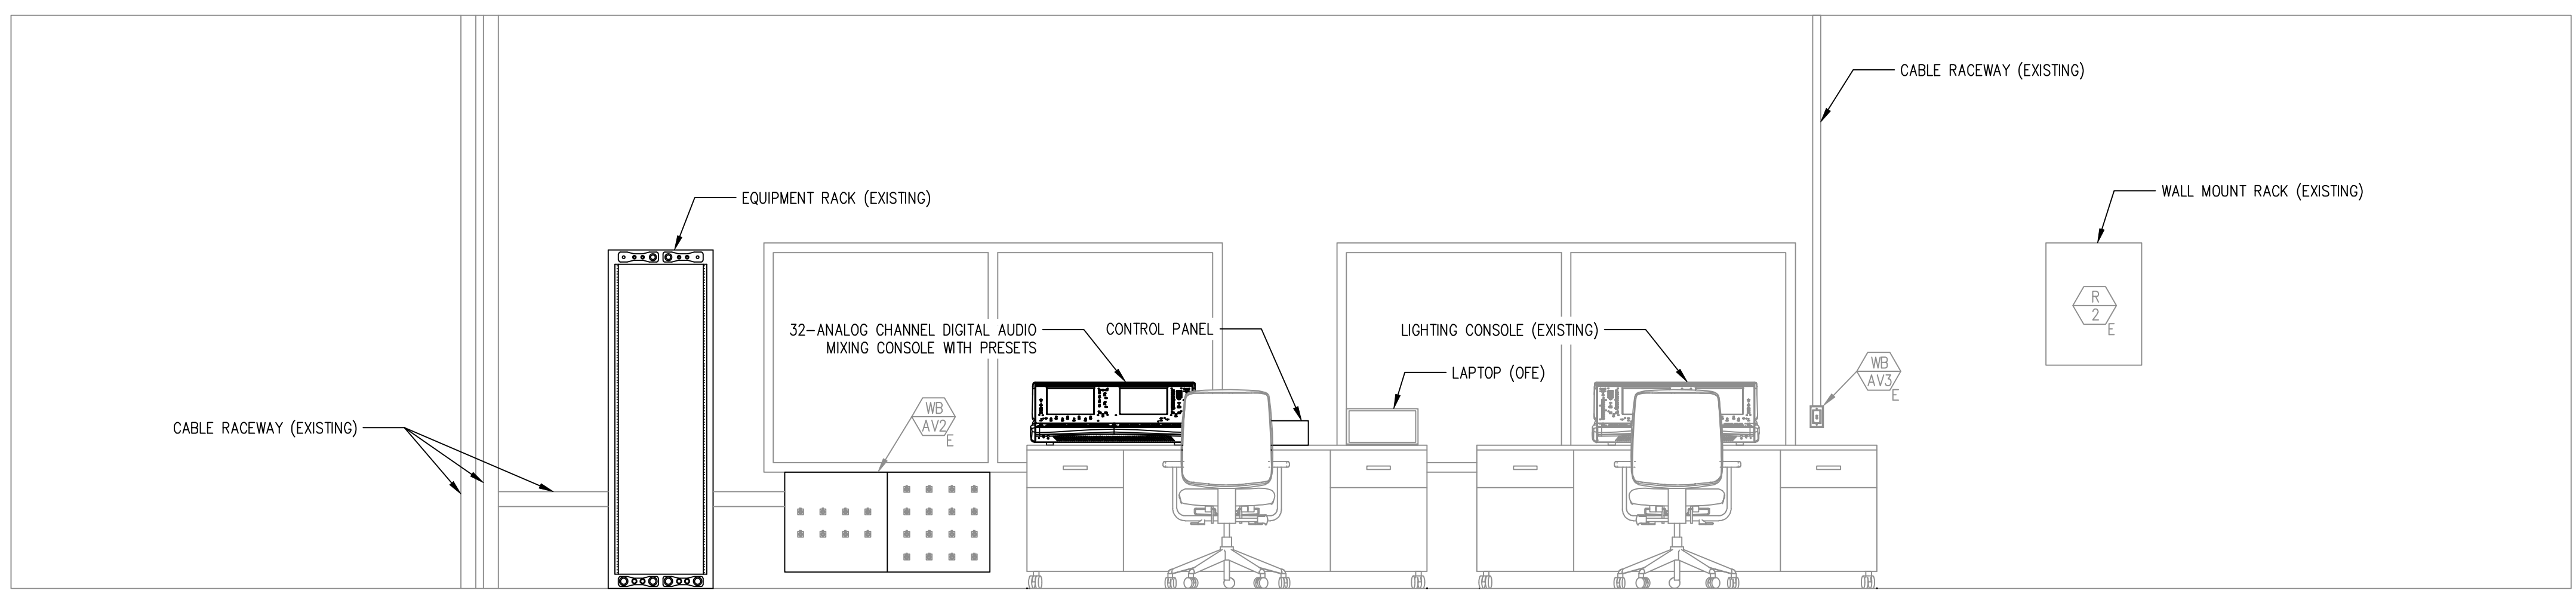 CABLE RACEWAY (EXISTING)
WALL MOUNT RACK (EXISTING)
EQUIPMENT RACK (EXISTING)
R
2
E
32-ANALOG CHANNEL DIGITAL AUDIO
MIXING CONSOLE WITH PRESETS
CONTROL PANEL
LIGHTING CONSOLE (EXISTING)
LAPTOP (OFE)
WB
AV3
E
WB
AV2
E
CABLE RACEWAY (EXISTING)